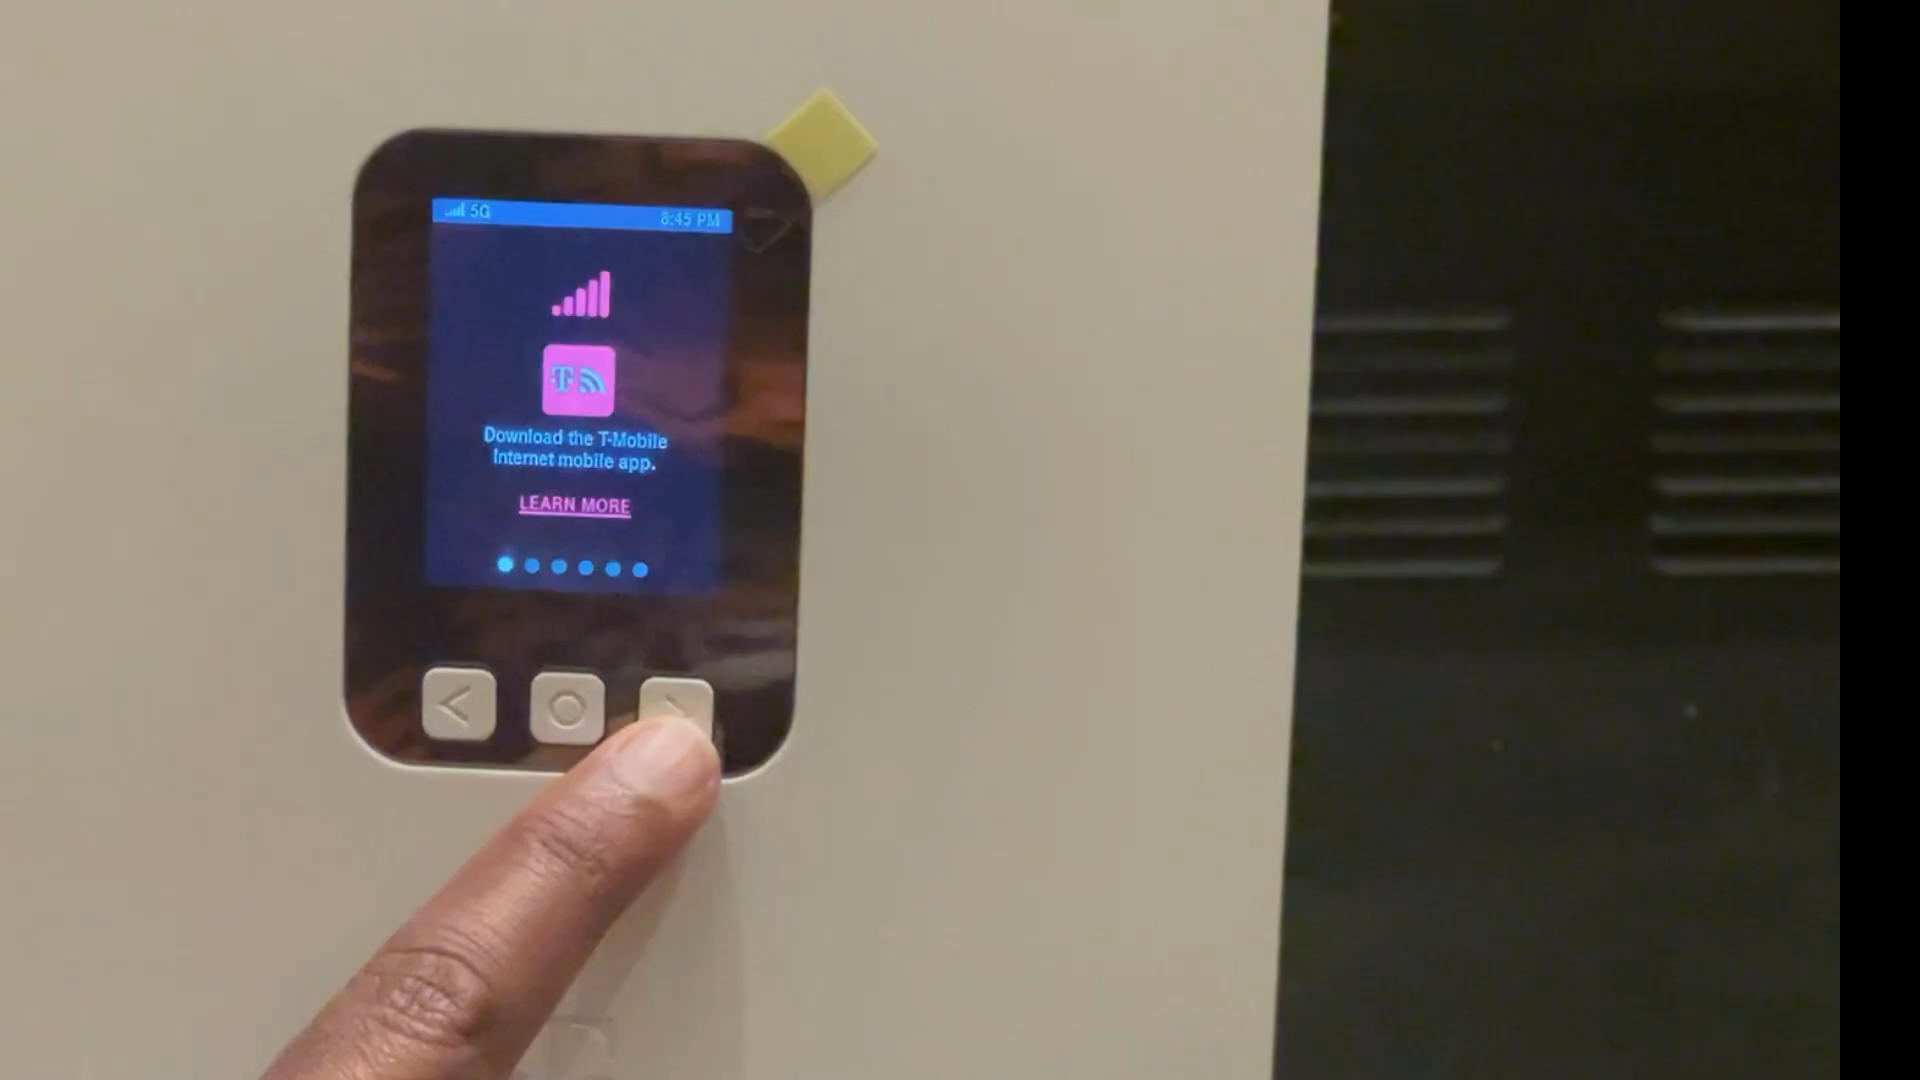 5G 8:45 PM
T
Download the T-Mobile
Internet mobile app.
LEARN MORE